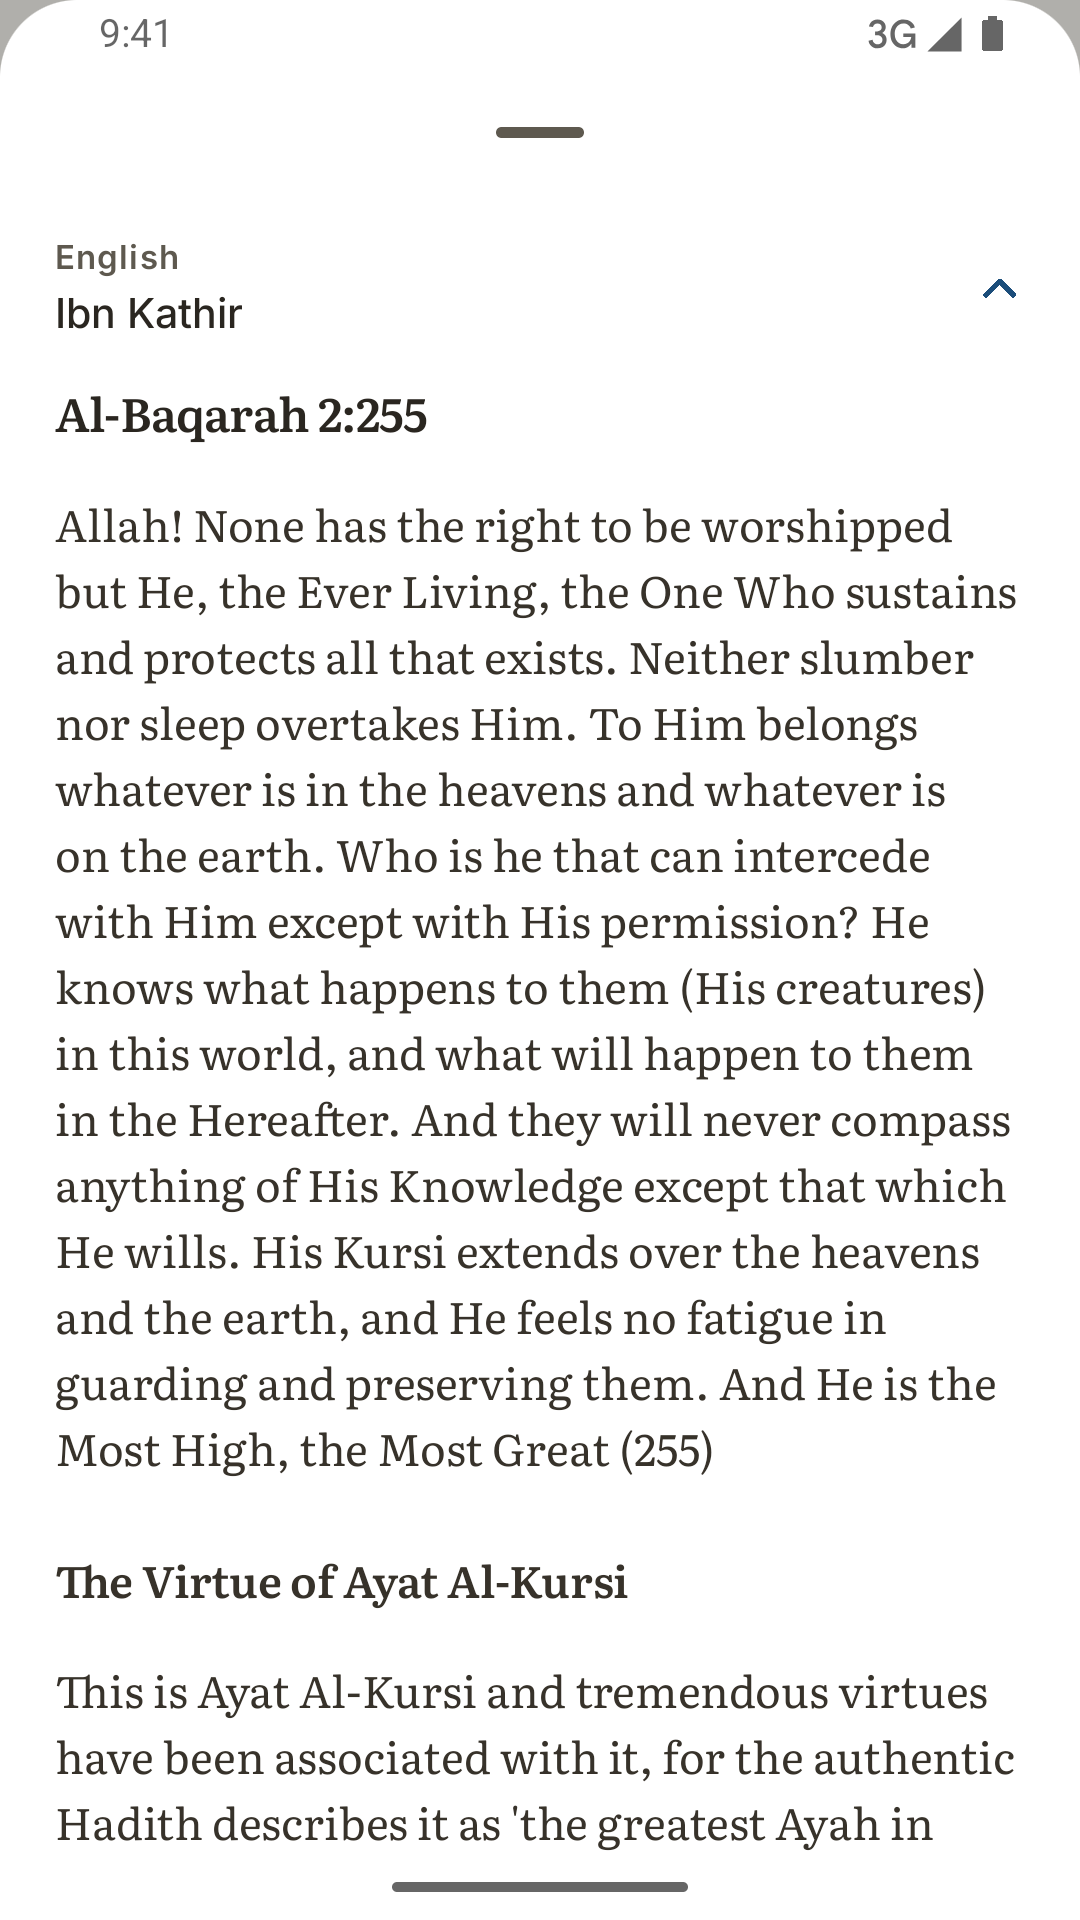 9:41
3G
English
Ibn Kathir
Al-Baqarah 2:255
Allah! None has the right to be worshipped
but He, the Ever Living, the One Who sustains
and protects all that exists. Neither slumber
nor sleep overtakes Him. To Him belongs
whatever is in the heavens and whatever is
on the earth. Who is he that can intercede
with Him except with His permission? He
knows what happens to them (His creatures)
in this world, and what will happen to them
in the Hereafter. And they will never compass
anything of His Knowledge except that which
He wills. His Kursi extends over the heavens
and the earth, and He feels no fatigue in
guarding and preserving them. And He is the
Most High, the Most Great (255)
The Virtue of Ayat Al-Kursi
This is Ayat Al-Kursi and tremendous virtues
have been associated with it, for the authentic
Hadith describes it as 'the greatest Ayah in